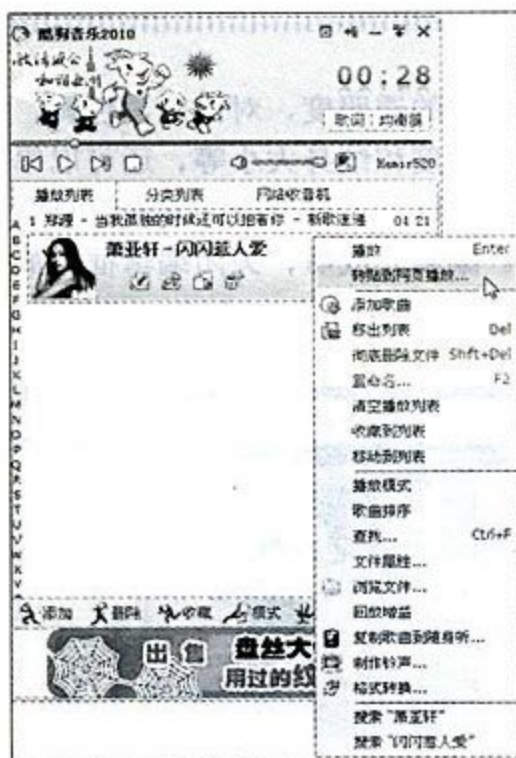 酷狗音乐2010
00:28
播放列表 分类列表 网络收音机
1 郑源 - 当我孤独的时候还可以抱着你 - 新歌速递 04:21
萧亚轩-闪闪惹人爱
A
B
C
D
E
F
G
H
I
J
K
L
M
N
O
P
Q
R
S
T
U
V
W
X
Y
播放 Enter
转贴到网页播放...
添加歌曲
移出列表 Del
彻底删除文件 Shft+Del
重命名... F2
清空播放列表
收藏到列表
移动到列表
播放模式
歌曲排序
查找... Ctrl+F
文件属性...
浏览文件...
回放增益
复制歌曲到随身听...
制作铃声...
格式转换...
搜索“萧亚轩”
搜索“闪闪惹人爱”
添加 删除 收藏 模式
出售 盘丝大
用过的纹